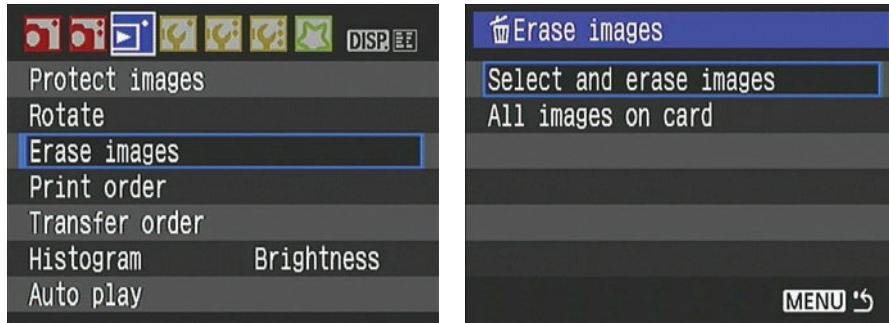 DISP.
Protect images
Rotate
Erase images
Print order
Transfer order
Histogram Brightness
Auto play
Erase images
Select and erase images
All images on card
MENU